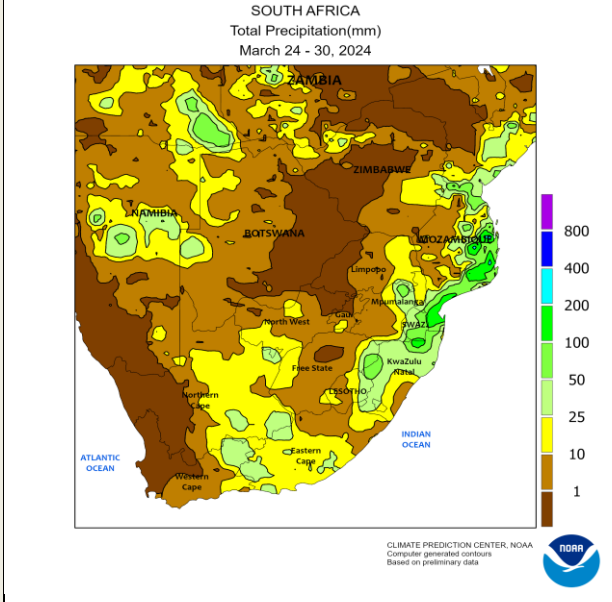 SOUTH AFRICA
Total Precipitation(mm)
March 24 - 30, 2024
ZAMBIA
ZIMBABWE
NAMIBIA
BOTSWANA
MOZAMBIQUE
Limpopo
Mpumalanga
Gau
North West
SWAZ
KwaZulu
Natal
Free State
LESOTHO
Northern
Cape
Eastern
Cape
Western
Cape
ATLANTIC
OCEAN
INDIAN
OCEAN
800
400
200
100
50
25
10
1
CLIMATE PREDICTION CENTER, NOAA
Computer generated contours
Based on preliminary data
NOAA